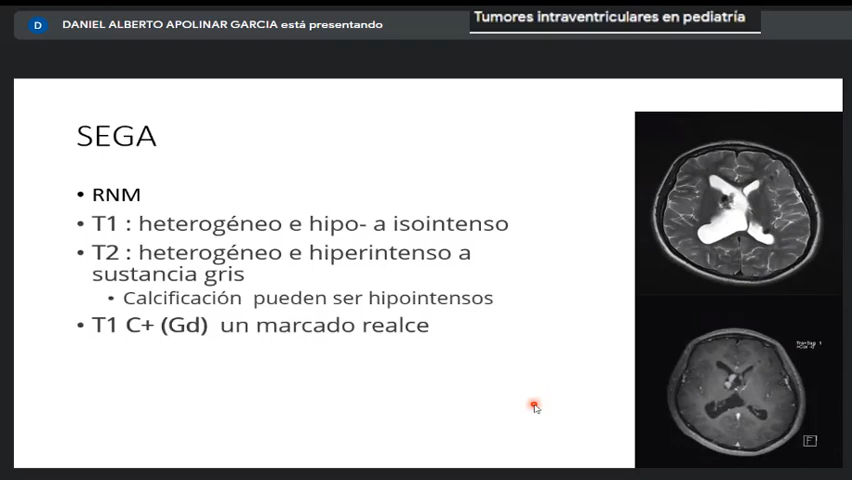 Tumores intraventriculares en pediatría
D DANIEL ALBERTO APOLINAR GARCIA está presentando
SEGA
• RNM
• T1 : heterogéneo e hipo- a isointenso
• T2 : heterogéneo e hiperintenso a
sustancia gris
• Calcificación pueden ser hipointensos
• T1 C+ (Gd) un marcado realce
F